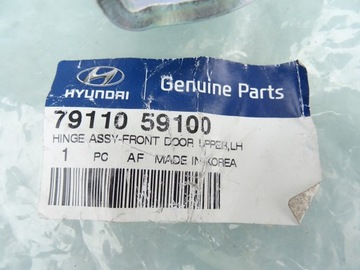 HYUNDAI
Genuine Parts
79110 59100
HINGE ASSY-FRONT DOOR UPPER,LH
1 PC AF MADE IN KOREA